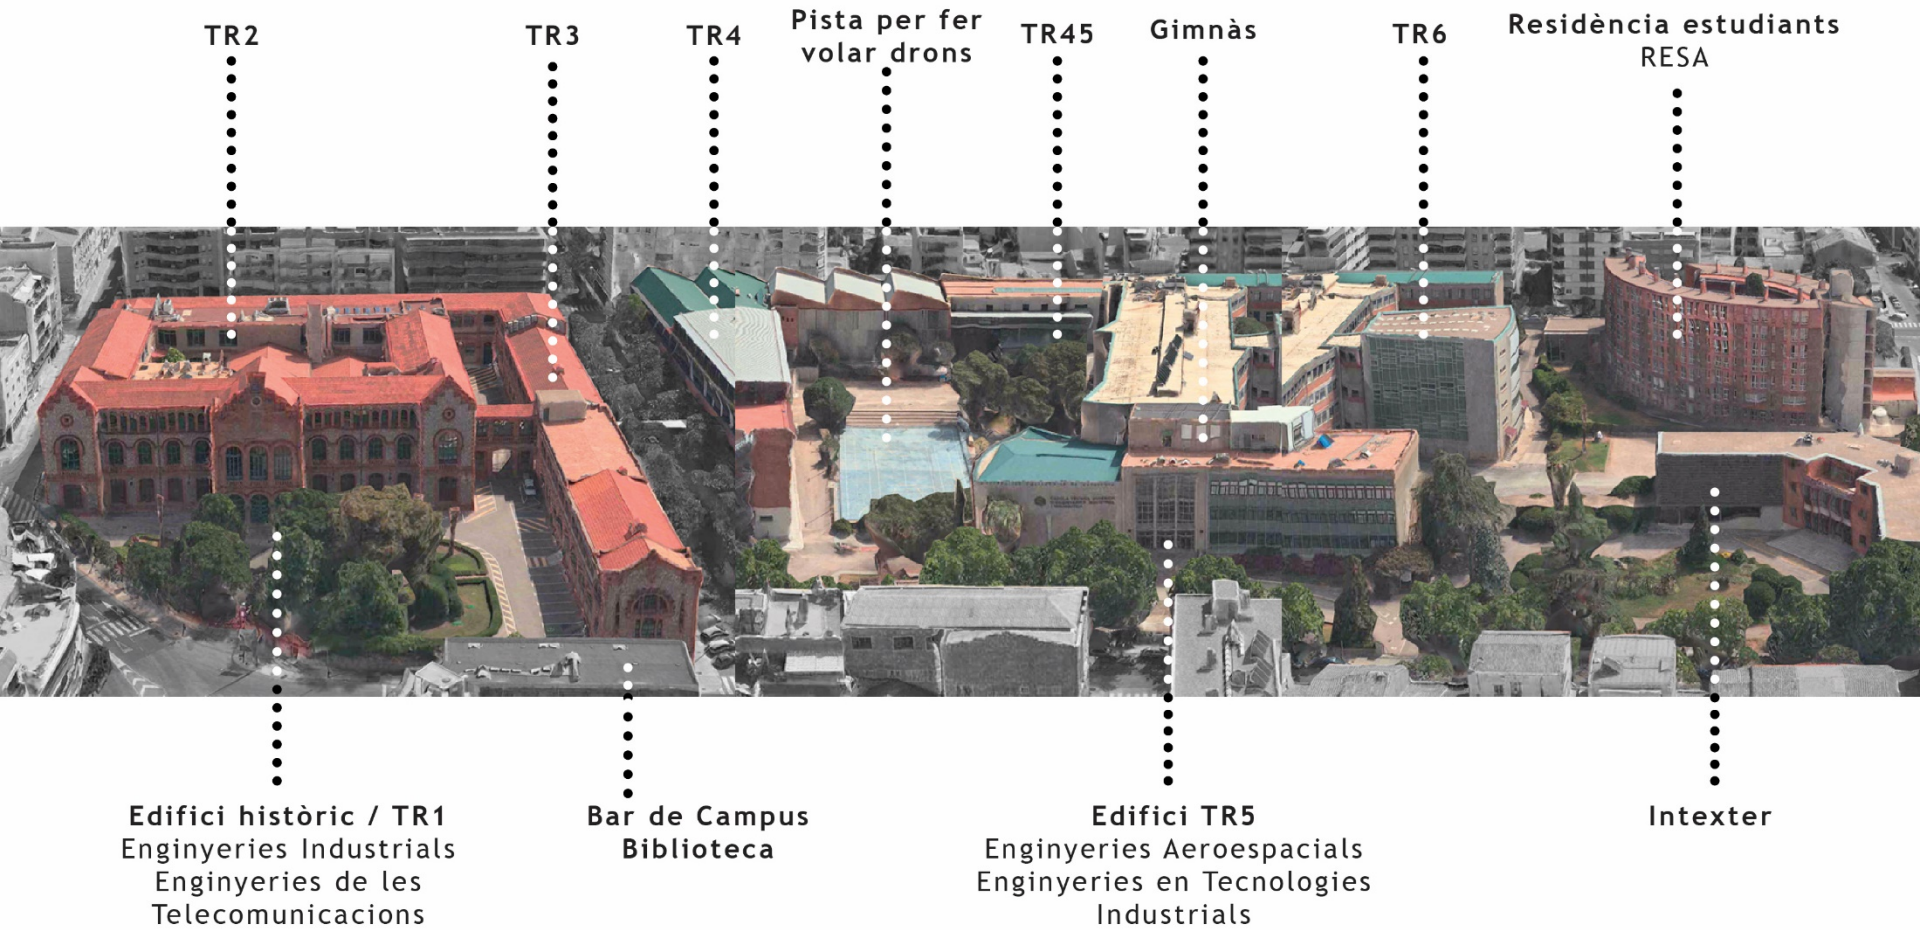 TR2
TR3
TR4
Pista per fer
volar drons
TR45
Gimnàs
TR6
Residència estudiants
RESA
Edifici històric / TR1
Enginyeries Industrials
Enginyeries de les
Telecomunicacions
Bar de Campus
Biblioteca
Edifici TR5
Enginyeries Aeroespacials
Enginyeries en Tecnologies
Industrials
Intexter